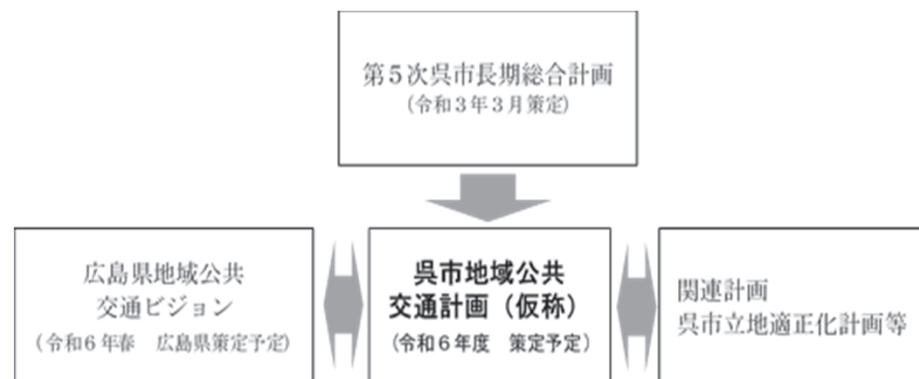 第5次呉市長期総合計画
(令和3年3月策定)
広島県地域公共
交通ビジョン
(令和6年春 広島県策定予定)
呉市地域公共
交通計画(仮称)
(令和6年度 策定予定)
関連計画
呉市立地適正化計画等